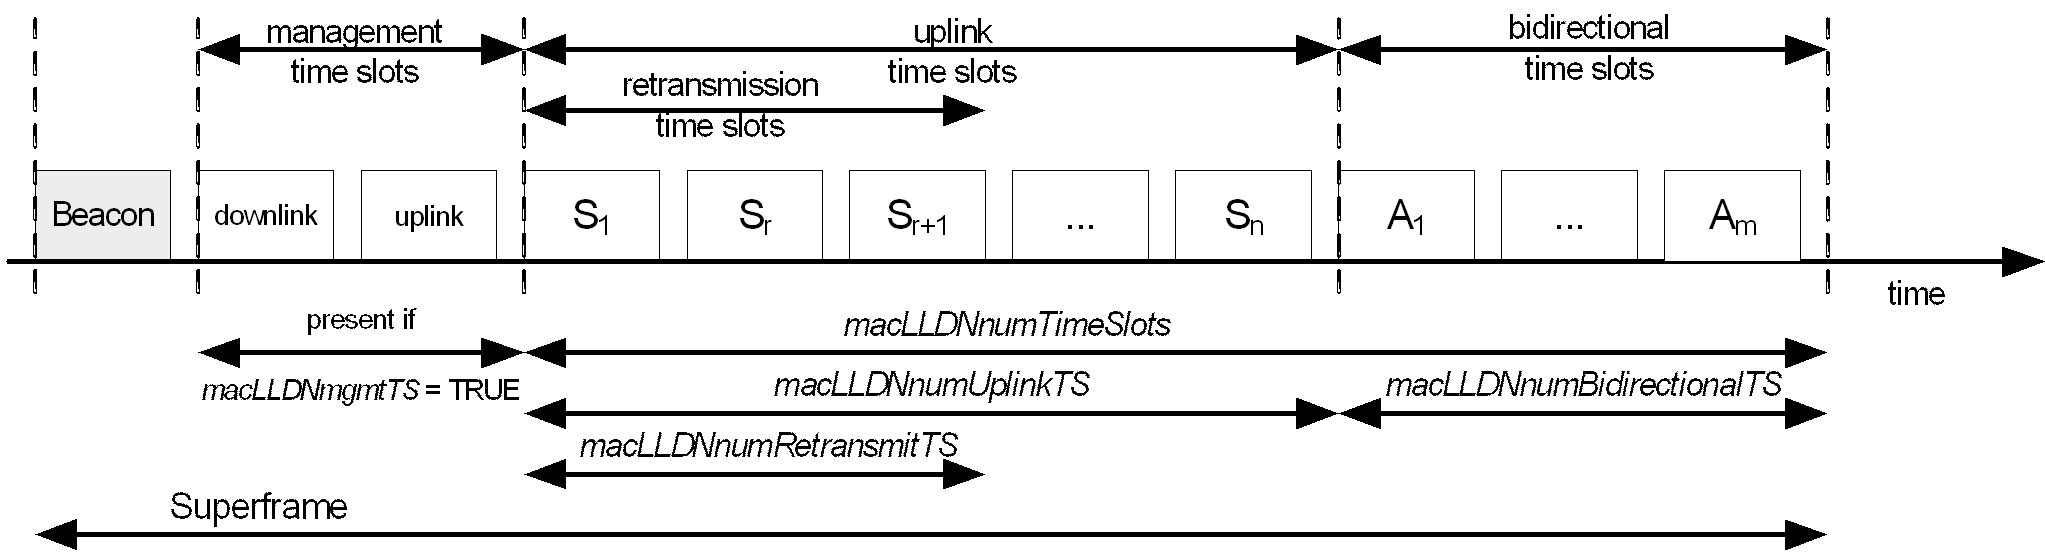 management
time slots
uplink
time slots
bidirectional
time slots
retransmission
time slots
Beacon
downlink
uplink
S1
Sr
Sr+1
...
Sn
A1
...
Am
time
present if
macLLDNmgmtTS = TRUE
macLLDNnumTimeSlots
macLLDNnumUplinkTS
macLLDNnumBidirectionalTS
macLLDNnumRetransmitTS
Superframe